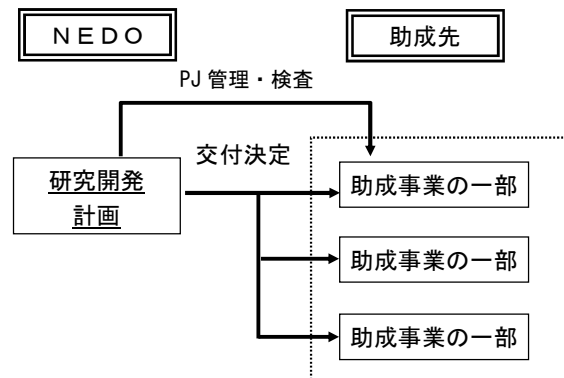 ＮＥＤＯ
助成先
PJ 管理・検査
交付決定
研究開発
計画
助成事業の一部
助成事業の一部
助成事業の一部